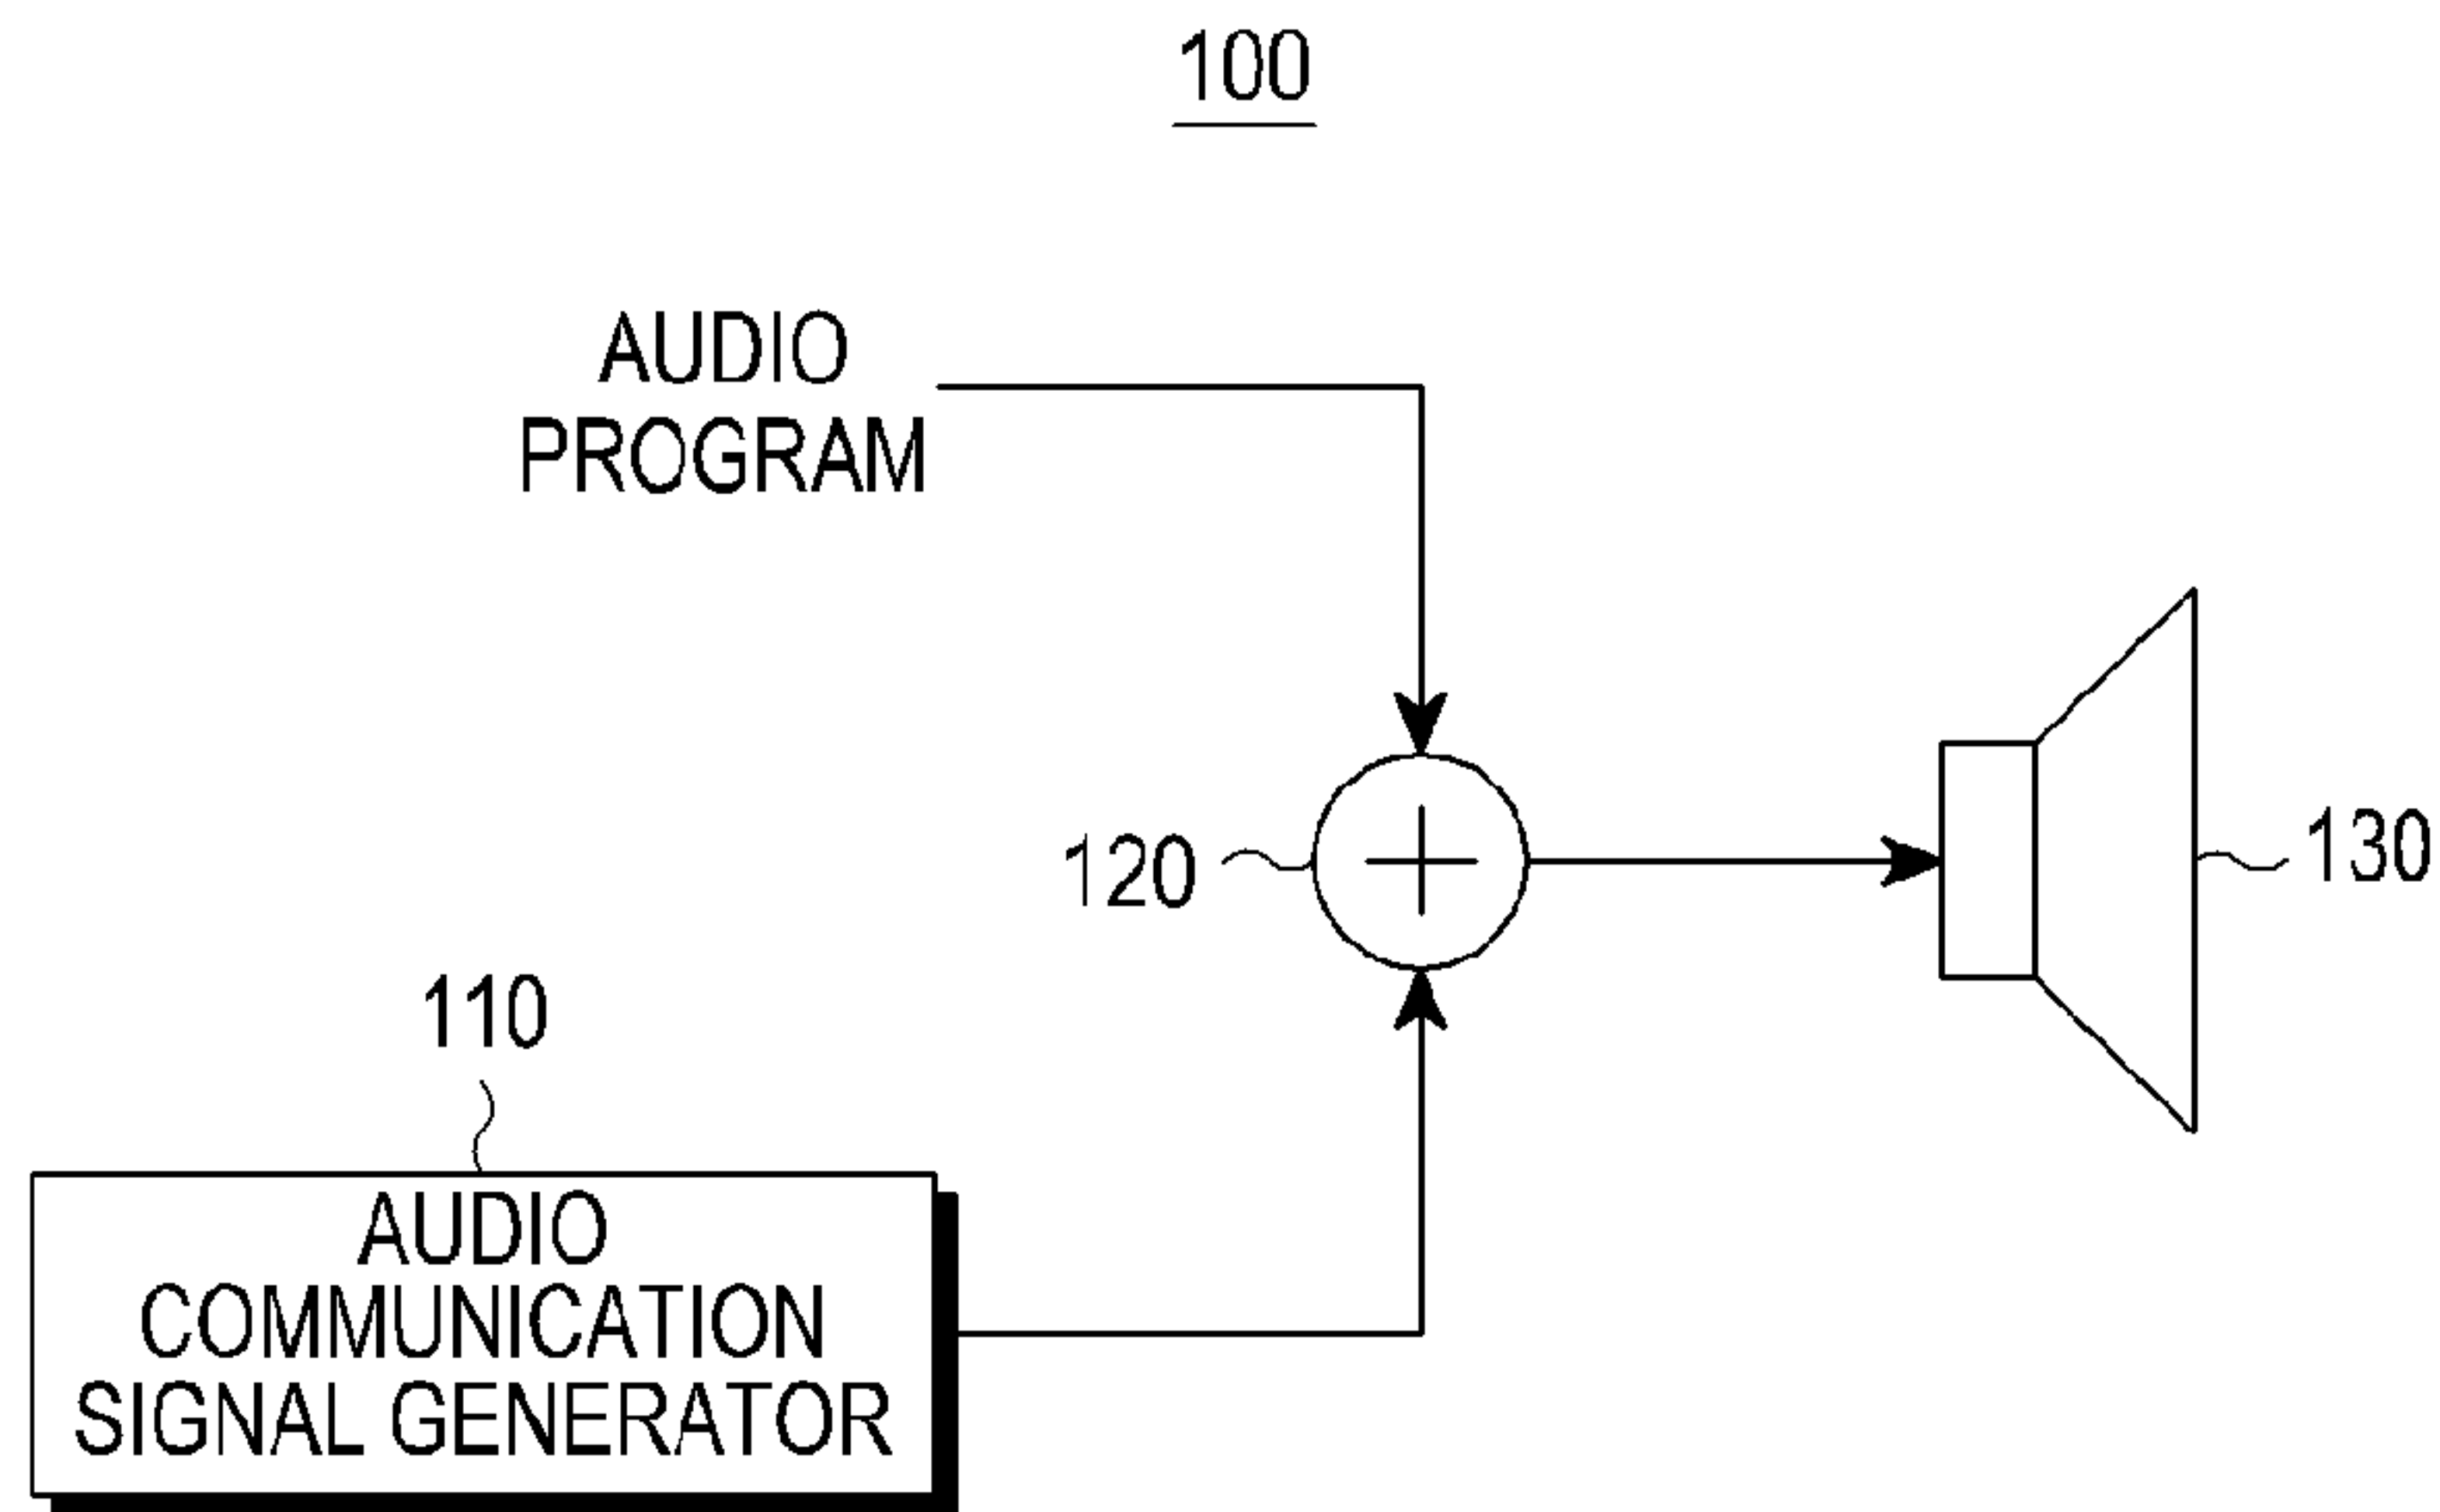 100
AUDIO
PROGRAM
120
130
110
AUDIO
COMMUNICATION
SIGNAL GENERATOR